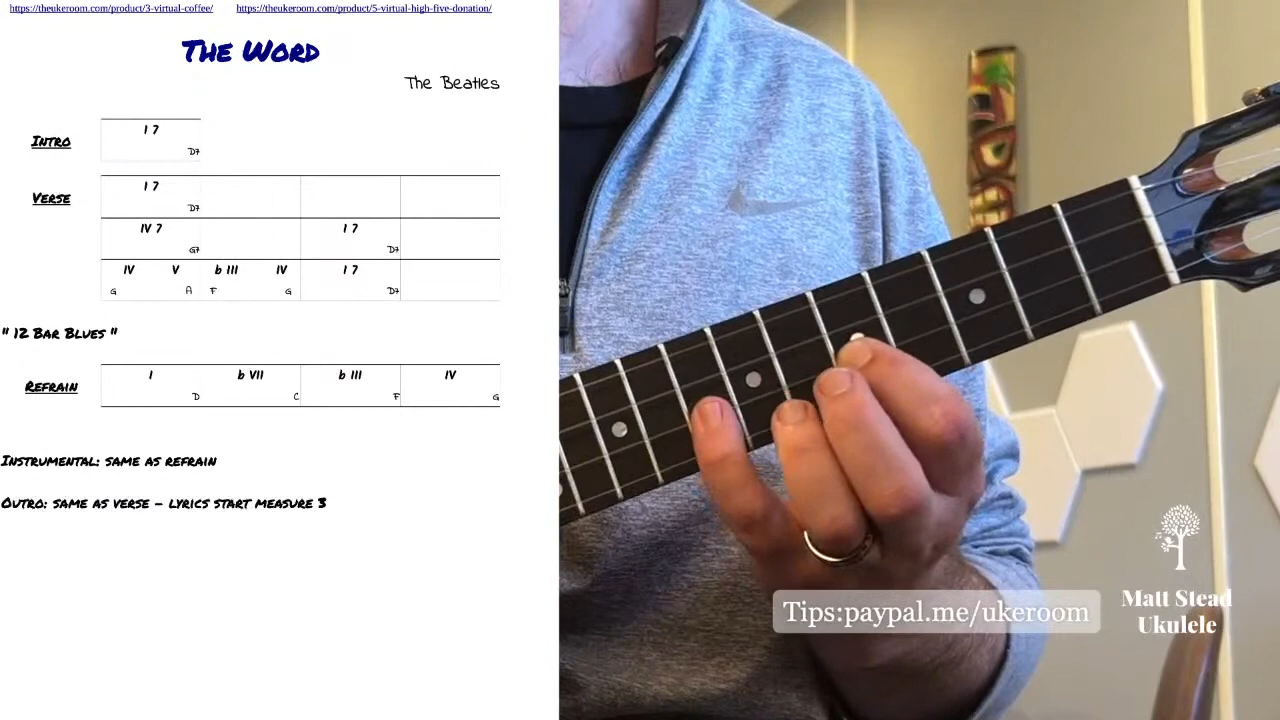 https://theukeroom.com/product/3-virtual-coffee/ https://theukeroom.com/product/5-virtual-high-five-donation/
The Word
The Beatles
Intro
I 7
D7
Verse
I 7
D7
IV 7 I 7
G7 D7
IV V b III IV I 7
G A F G D7
" 12 Bar Blues "
Refrain
I b VII b III IV
D C F G
Instrumental: same as refrain
Outro: same as verse - lyrics start measure 3
Tips:paypal.me/ukeroom
Matt Stead
Ukulele